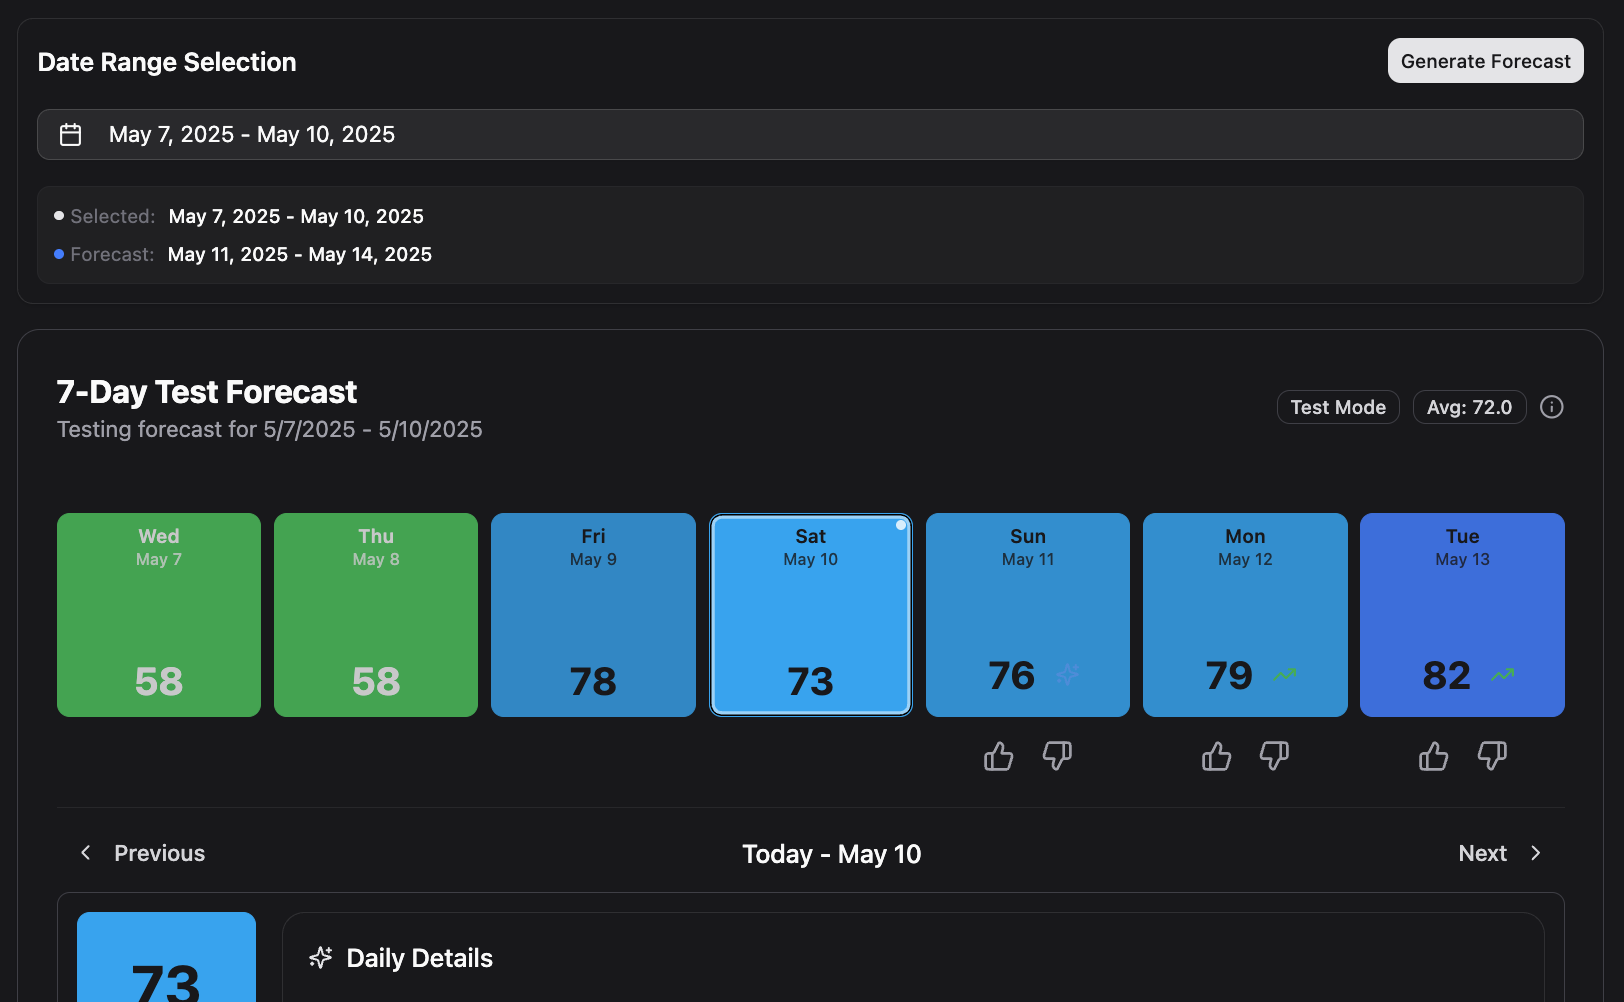 Date Range Selection
Generate Forecast
May 7, 2025 - May 10, 2025
Selected: May 7, 2025 - May 10, 2025
Forecast: May 11, 2025 - May 14, 2025
7-Day Test Forecast
Testing forecast for 5/7/2025 - 5/10/2025
Test Mode
Avg: 72.0
Wed
May 7
58
Thu
May 8
58
Fri
May 9
78
Sat
May 10
73
Sun
May 11
76
Mon
May 12
79
Tue
May 13
82
Previous
Today - May 10
Next
73
Daily Details